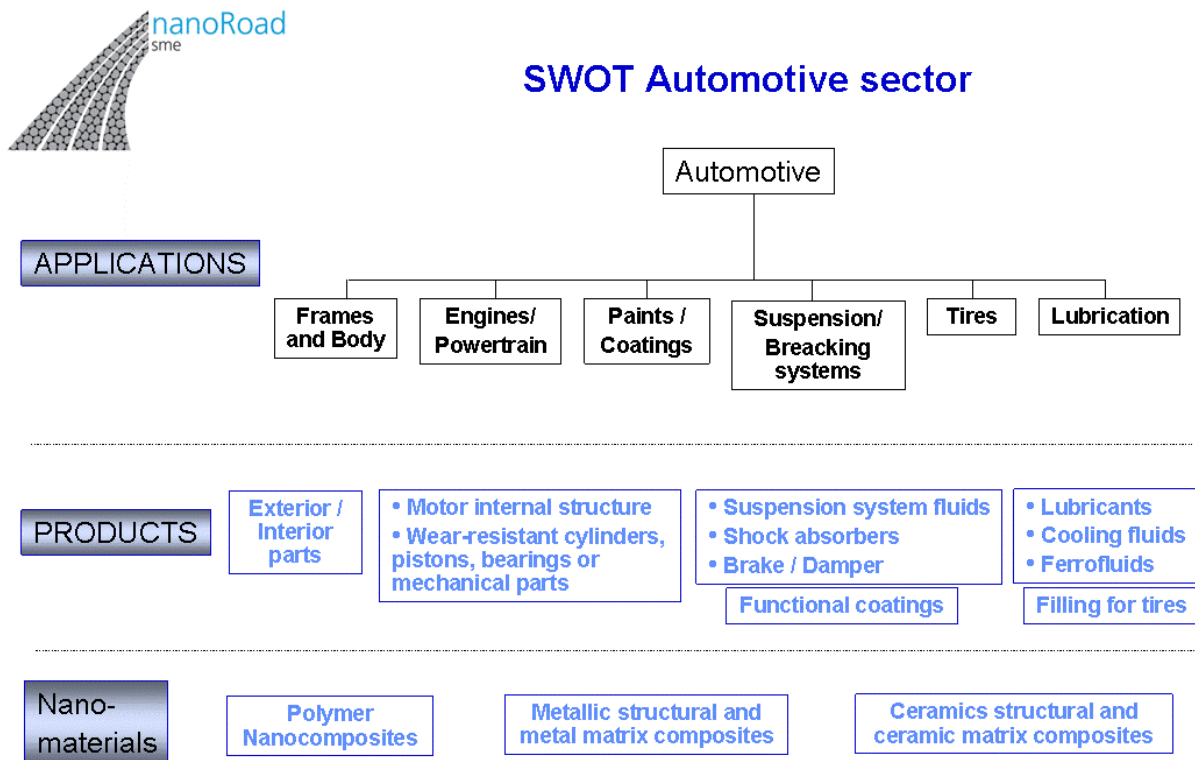 nanoRoad
sme
SWOT Automotive sector
Automotive
APPLICATIONS
Frames
and Body
Engines/
Powertrain
Paints /
Coatings
Suspension/
Breacking
systems
Tires
Lubrication
PRODUCTS
Exterior /
Interior
parts
• Motor internal structure
• Wear-resistant cylinders,
pistons, bearings or
mechanical parts
• Suspension system fluids
• Shock absorbers
• Brake / Damper
Functional coatings
• Lubricants
• Cooling fluids
• Ferrofluids
Filling for tires
Nano-
materials
Polymer
Nanocomposites
Metallic structural and
metal matrix composites
Ceramics structural and
ceramic matrix composites